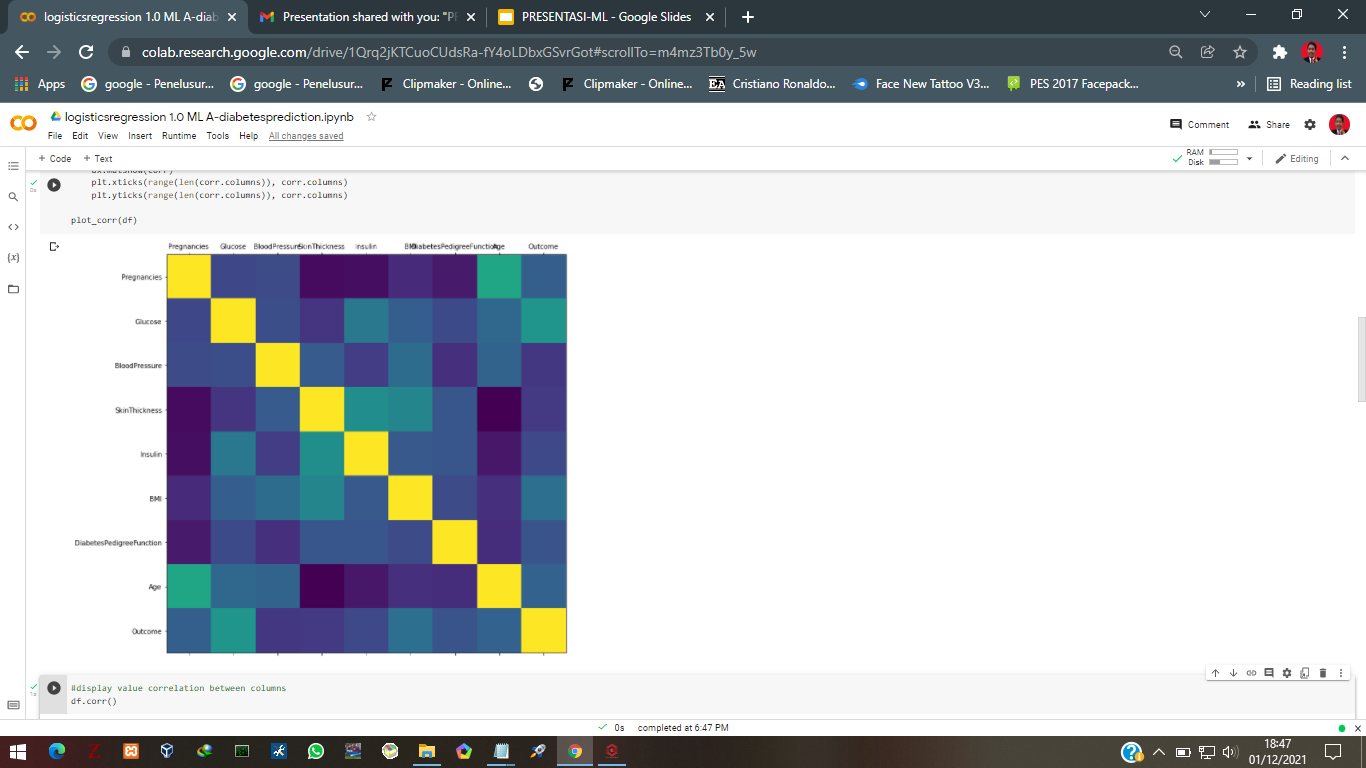 logisticsregression 1.0 ML A-diab
Presentation shared with you: "PF
PRESENTASI-ML - Google Slides
colab.research.google.com/drive/1Qrq2jKTCuoCUdsRa-fY4oLDbxGSvrGot#scrollTo=m4mz3Tb0y_5w
Apps
google - Penelusur...
google - Penelusur...
Clipmaker - Online...
Clipmaker - Online...
EA Cristiano Ronaldo...
Face New Tattoo V3...
PES 2017 Facepack...
»
Reading list
logisticsregression 1.0 ML A-diabetesprediction.ipynb
Comment
Share
File Edit View Insert Runtime Tools Help All changes saved
+ Code + Text
RAM
Disk
Editing
ax.matshow(corr)
plt.xticks(range(len(corr.columns)), corr.columns)
0s
plt.yticks(range(len(corr.columns)), corr.columns)
plot_corr(df)
{x}
Pregnancies Glucose BloodPressure SkinThickness Insulin BMI DiabetesPedigreeFunction Age Outcome
Pregnancies
Glucose
BloodPressure
SkinThickness
Insulin
BMI
DiabetesPedigreeFunction
Age
Outcome
#display value correlation between columns
df.corr()
0s completed at 6:47 PM
18:47
01/12/2021